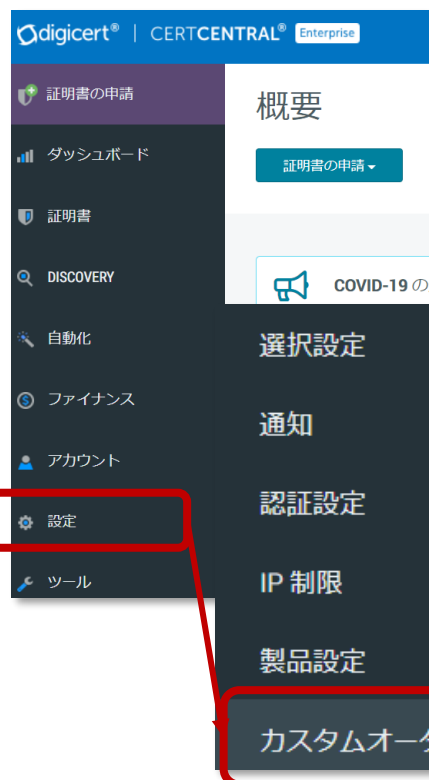 digicert® | CERTCENTRAL® Enterprise
証明書の申請
ダッシュボード
証明書
DISCOVERY
自動化
ファイナンス
アカウント
設定
ツール
概要
証明書の申請
COVID-19 の
選択設定
通知
認証設定
IP 制限
製品設定
カスタムオー